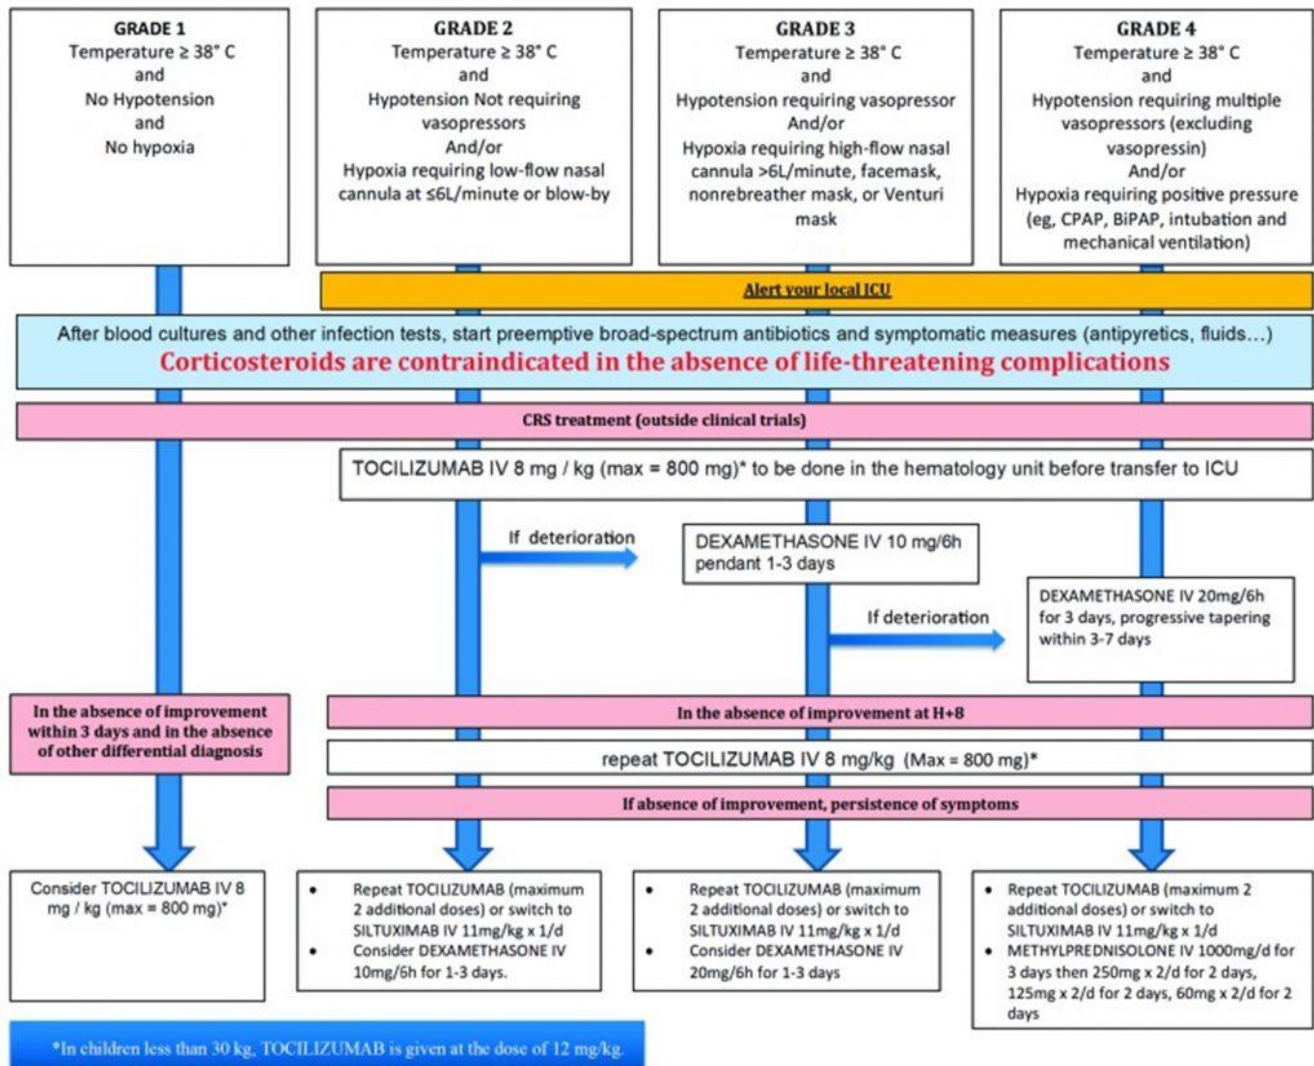 GRADE 1
Temperature ≥ 38° C
and
No Hypotension
and
No hypoxia
GRADE 2
Temperature ≥ 38° C
and
Hypotension Not requiring
vasopressors
And/or
Hypoxia requiring low-flow nasal
cannula at ≤6L/minute or blow-by
GRADE 3
Temperature ≥ 38° C
and
Hypotension requiring vasopressor
And/or
Hypoxia requiring high-flow nasal
cannula >6L/minute, facemask,
nonrebreather mask, or Venturi
mask
GRADE 4
Temperature ≥ 38° C
and
Hypotension requiring multiple
vasopressors (excluding
vasopressin)
And/or
Hypoxia requiring positive pressure
(eg, CPAP, BiPAP, intubation and
mechanical ventilation)
Alert your local ICU
After blood cultures and other infection tests, start preemptive broad-spectrum antibiotics and symptomatic measures (antipyretics, fluids…)
Corticosteroids are contraindicated in the absence of life-threatening complications
CRS treatment (outside clinical trials)
TOCILIZUMAB IV 8 mg / kg (max = 800 mg)* to be done in the hematology unit before transfer to ICU
If deterioration
DEXAMETHASONE IV 10 mg/6h
pendant 1-3 days
If deterioration
DEXAMETHASONE IV 20mg/6h
for 3 days, progressive tapering
within 3-7 days
In the absence of improvement
within 3 days and in the absence
of other differential diagnosis
In the absence of improvement at H+8
repeat TOCILIZUMAB IV 8 mg/kg (Max = 800 mg)*
If absence of improvement, persistence of symptoms
Consider TOCILIZUMAB IV 8
mg / kg (max = 800 mg)*
• Repeat TOCILIZUMAB (maximum
2 additional doses) or switch to
SILTUXIMAB IV 11mg/kg x 1/d
• Consider DEXAMETHASONE IV
10mg/6h for 1-3 days.
• Repeat TOCILIZUMAB (maximum
2 additional doses) or switch to
SILTUXIMAB IV 11mg/kg x 1/d
• Consider DEXAMETHASONE IV
20mg/6h for 1-3 days
• Repeat TOCILIZUMAB (maximum 2
additional doses) or switch to
SILTUXIMAB IV 11mg/kg x 1/d
• METHYLPREDNISOLONE IV 1000mg/d for
3 days then 250mg x 2/d for 2 days,
125mg x 2/d for 2 days, 60mg x 2/d for 2
days
*In children less than 30 kg, TOCILIZUMAB is given at the dose of 12 mg/kg.